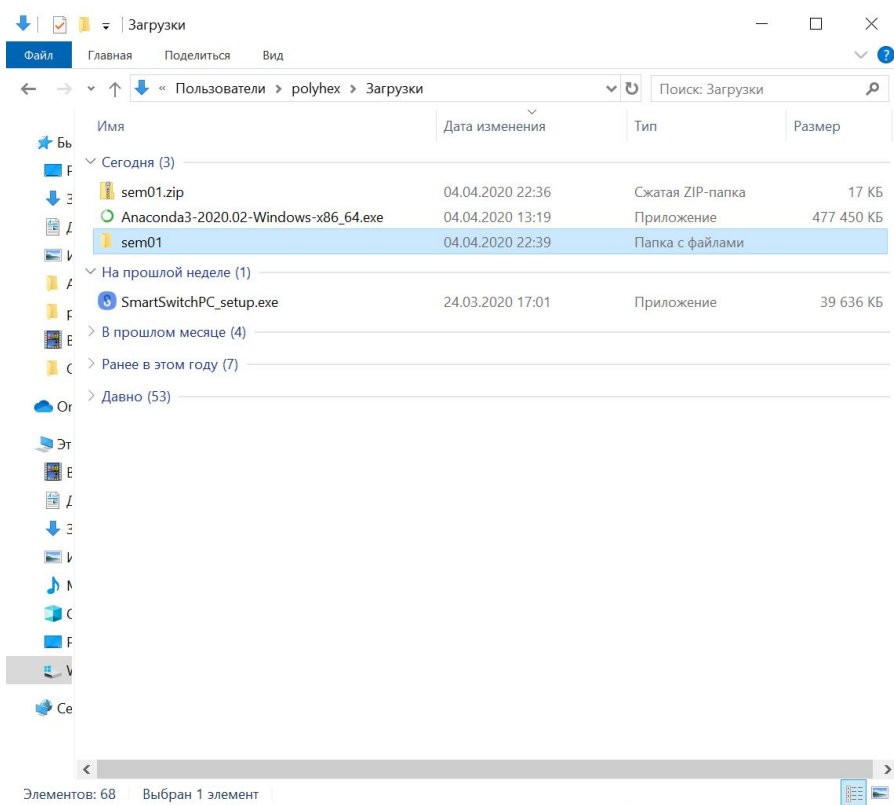 Загрузки
Файл Главная Поделиться Вид
« Пользователи › polyhex › Загрузки Поиск: Загрузки
Имя Дата изменения Тип Размер
Сегодня (3)
sem01.zip 04.04.2020 22:36 Сжатая ZIP-папка 17 КБ
Anaconda3-2020.02-Windows-x86_64.exe 04.04.2020 13:19 Приложение 477 450 КБ
sem01 04.04.2020 22:39 Папка с файлами
На прошлой неделе (1)
SmartSwitchPC_setup.exe 24.03.2020 17:01 Приложение 39 636 КБ
В прошлом месяце (4)
Ранее в этом году (7)
Давно (53)
Элементов: 68 Выбран 1 элемент